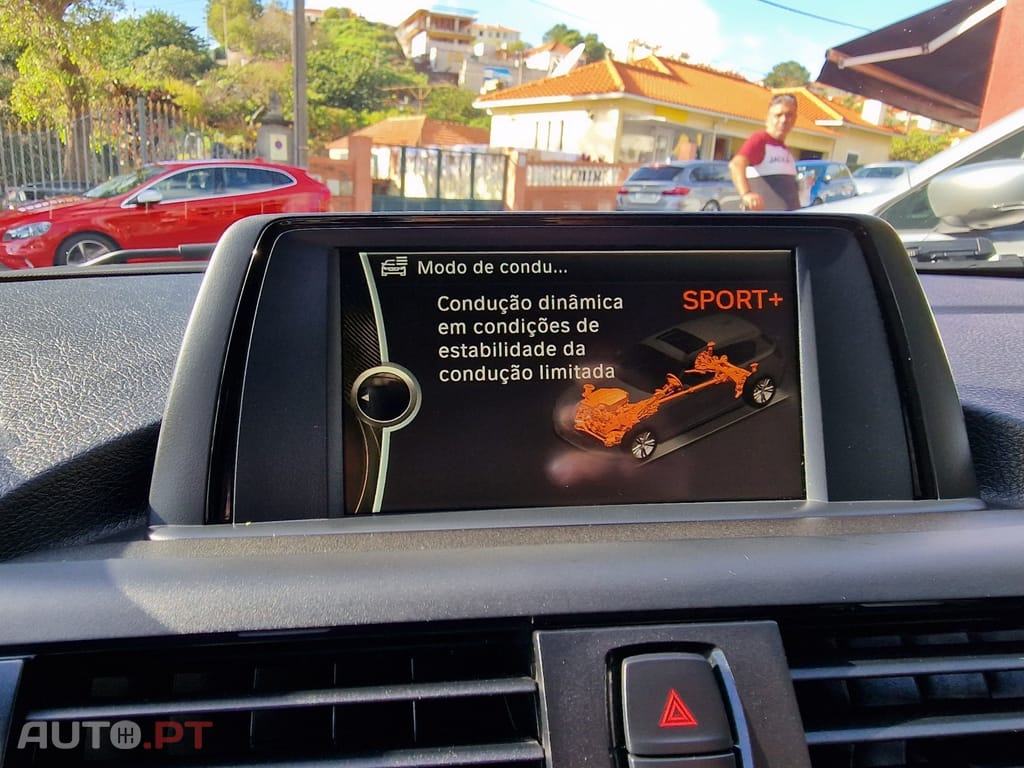 Modo de condu...
SPORT+
Condução dinâmica
em condições de
estabilidade da
condução limitada
AUTO.PT